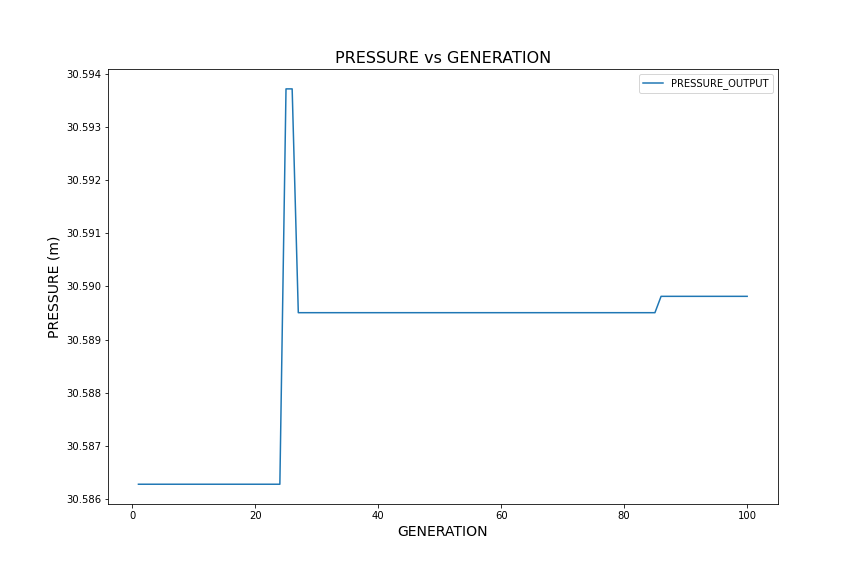 PRESSURE vs GENERATION
PRESSURE_OUTPUT
30.594
30.593
30.592
30.591
30.590
30.589
30.588
30.587
30.586
PRESSURE (m)
0 20 40 60 80 100
GENERATION